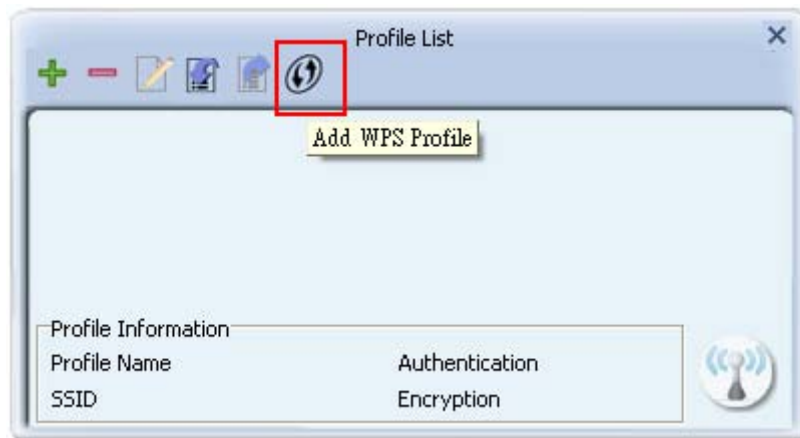 Profile List
Add WPS Profile
Profile Information
Profile Name Authentication
SSID Encryption